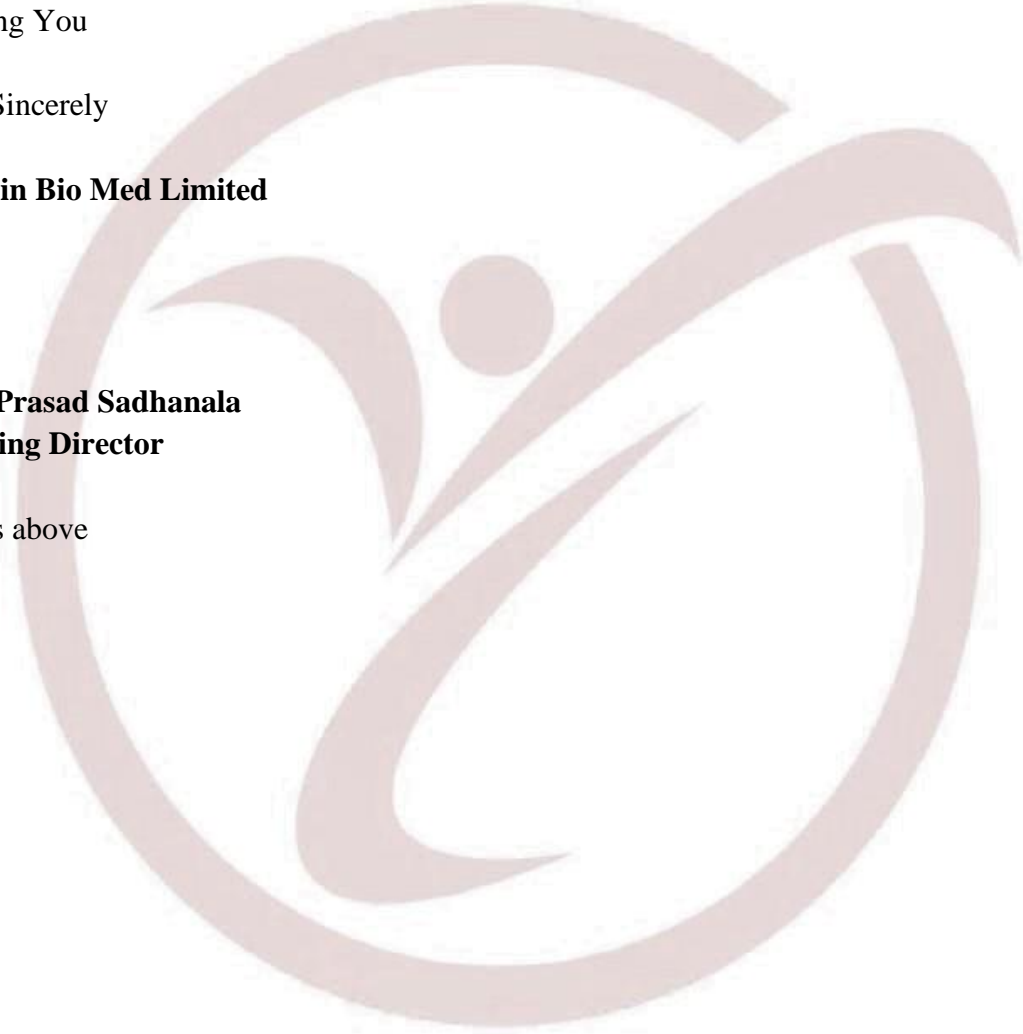 ng You
Sincerely
in Bio Med Limited
Prasad Sadhanala
ing Director
s above